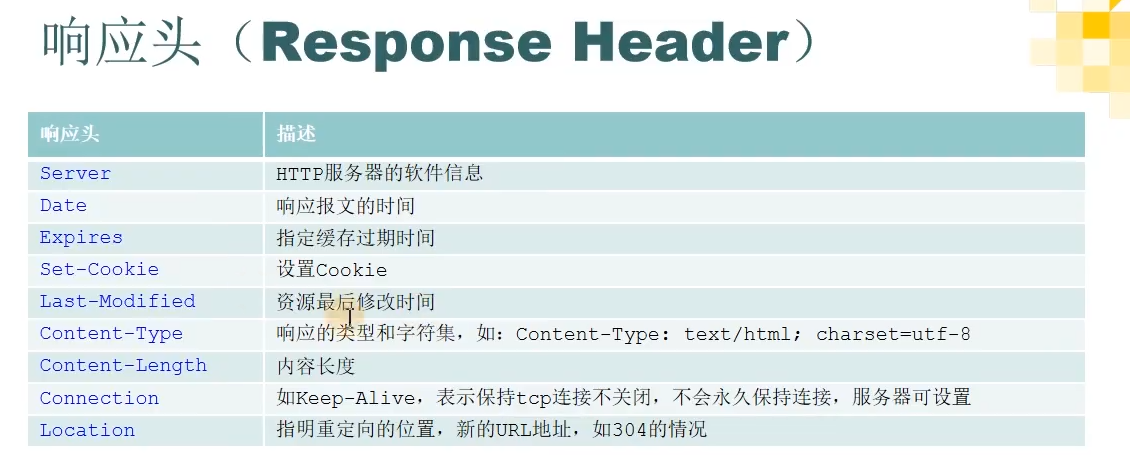 响应头（Response Header）
响应头 描述
Server HTTP服务器的软件信息
Date 响应报文的时间
Expires 指定缓存过期时间
Set-Cookie 设置Cookie
Last-Modified 资源最后修改时间
Content-Type 响应的类型和字符集，如：Content-Type: text/html; charset=utf-8
Content-Length 内容长度
Connection 如Keep-Alive，表示保持tcp连接不关闭，不会永久保持连接，服务器可设置
Location 指明重定向的位置，新的URL地址，如304的情况